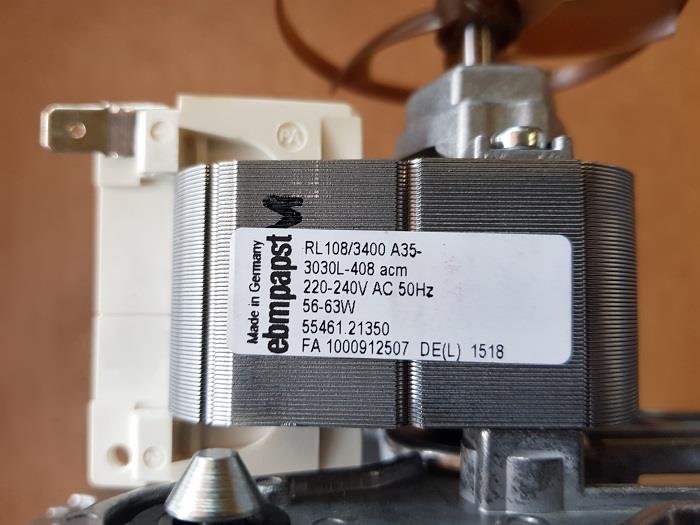 Made in Germany
ebmpapst
RL108/3400 A35-
3030L-408 acm
220-240V AC 50Hz
56-63W
55461.21350
FA 1000912507 DE(L) 1518
PA